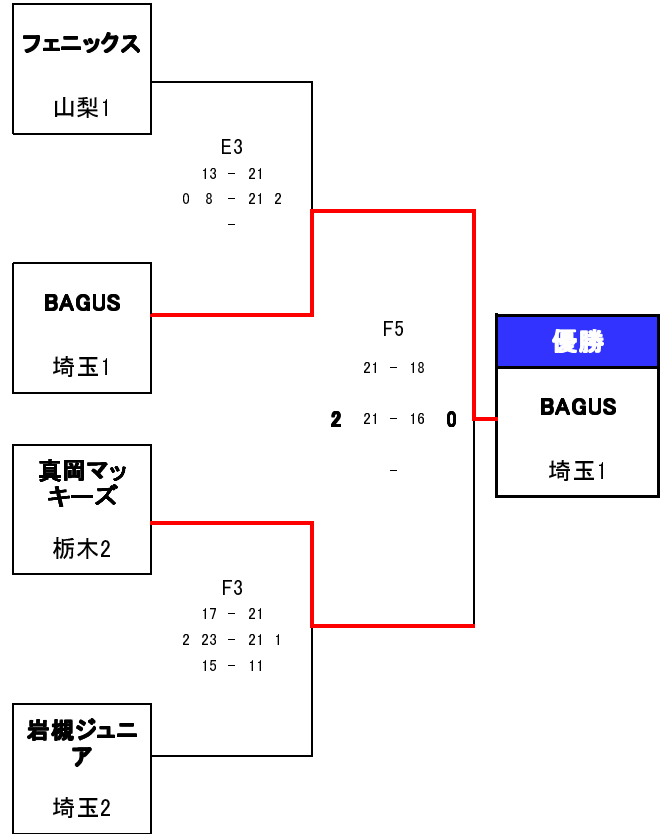 フェニックス
山梨1
E3
13 - 21
0 8 - 21 2
-
BAGUS
埼玉1
F5
21 - 18
2 21 - 16 0
-
優勝
BAGUS
埼玉1
真岡マッ
キーズ
栃木2
F3
17 - 21
2 23 - 21 1
15 - 11
岩槻ジュニ
ア
埼玉2